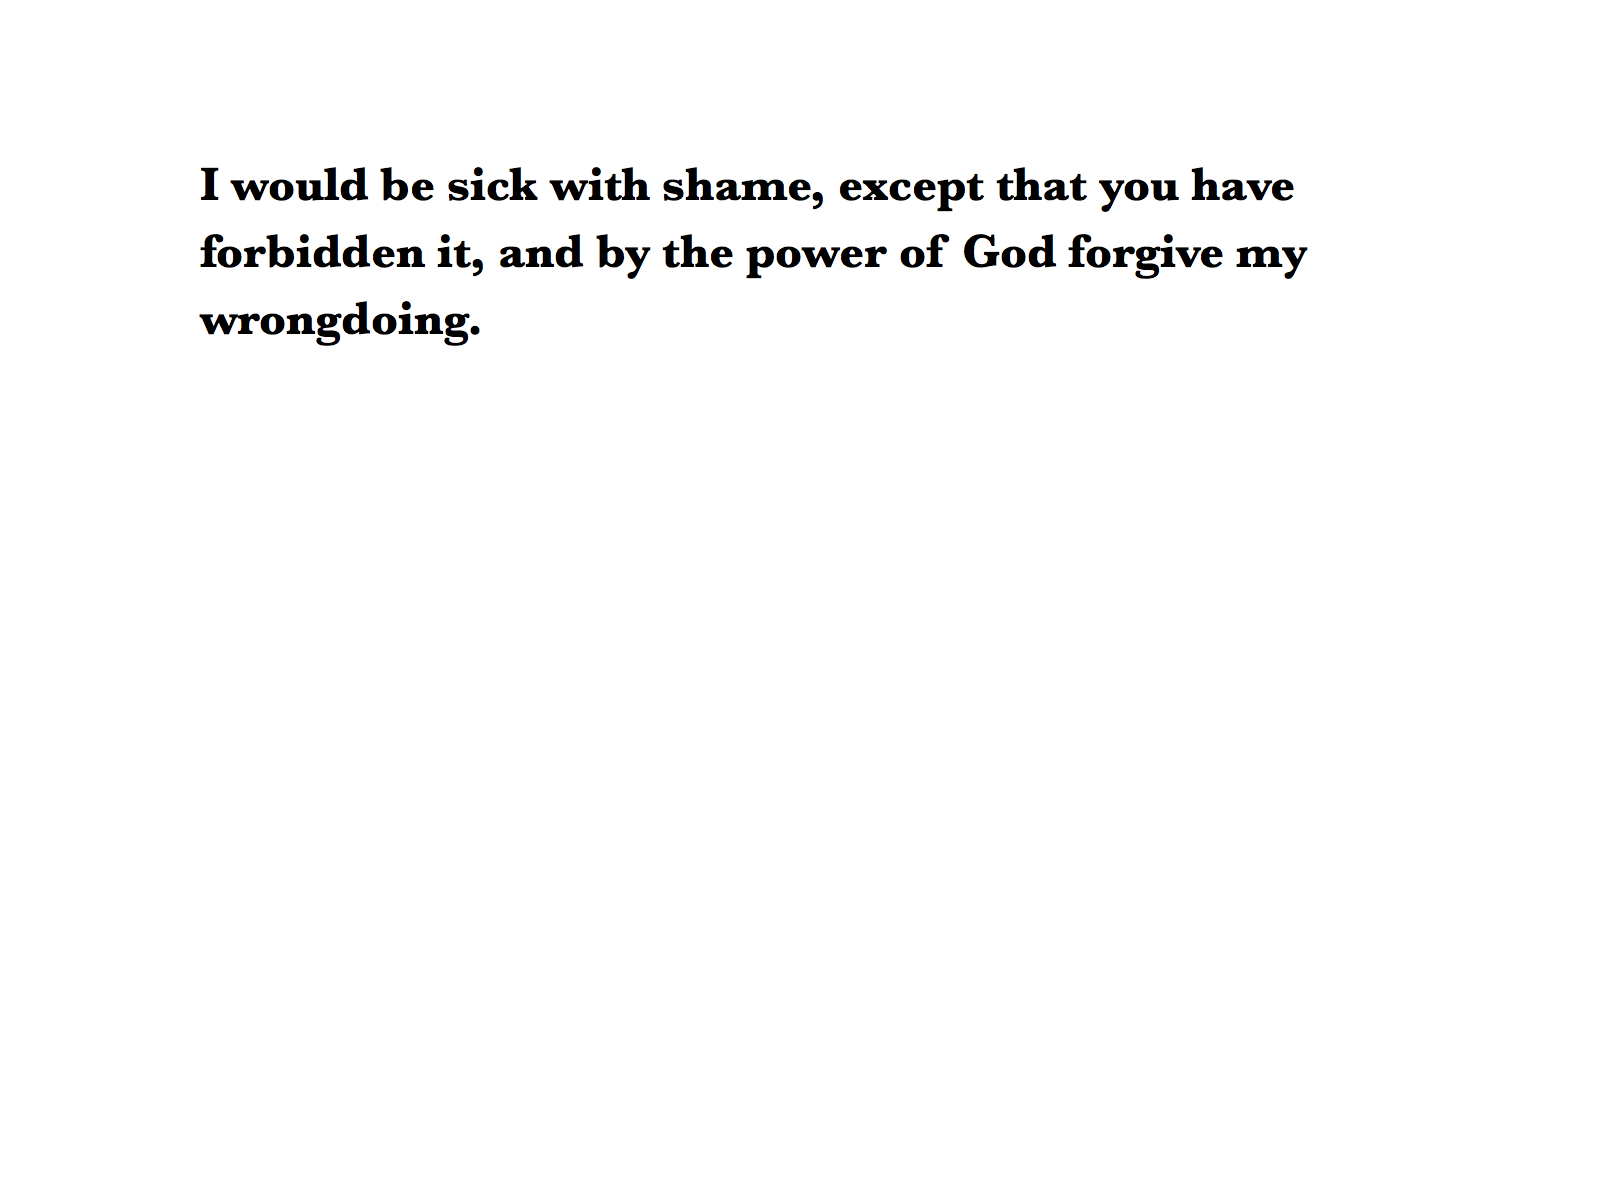 I would be sick with shame, except that you have
forbidden it, and by the power of God forgive my
wrongdoing.